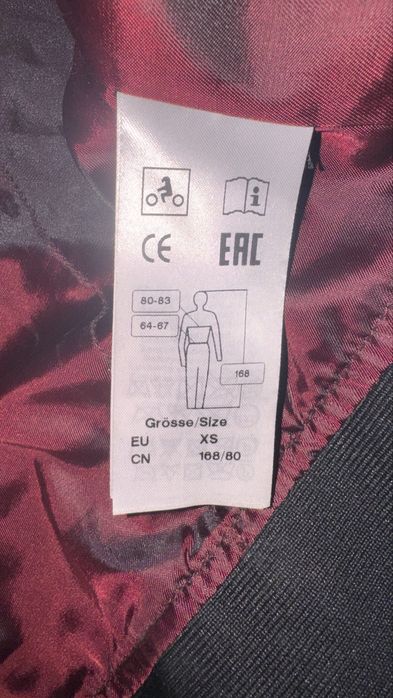 i
CE
EAC
80-83
64-67
168
Grösse/Size
EU XS
CN 168/80